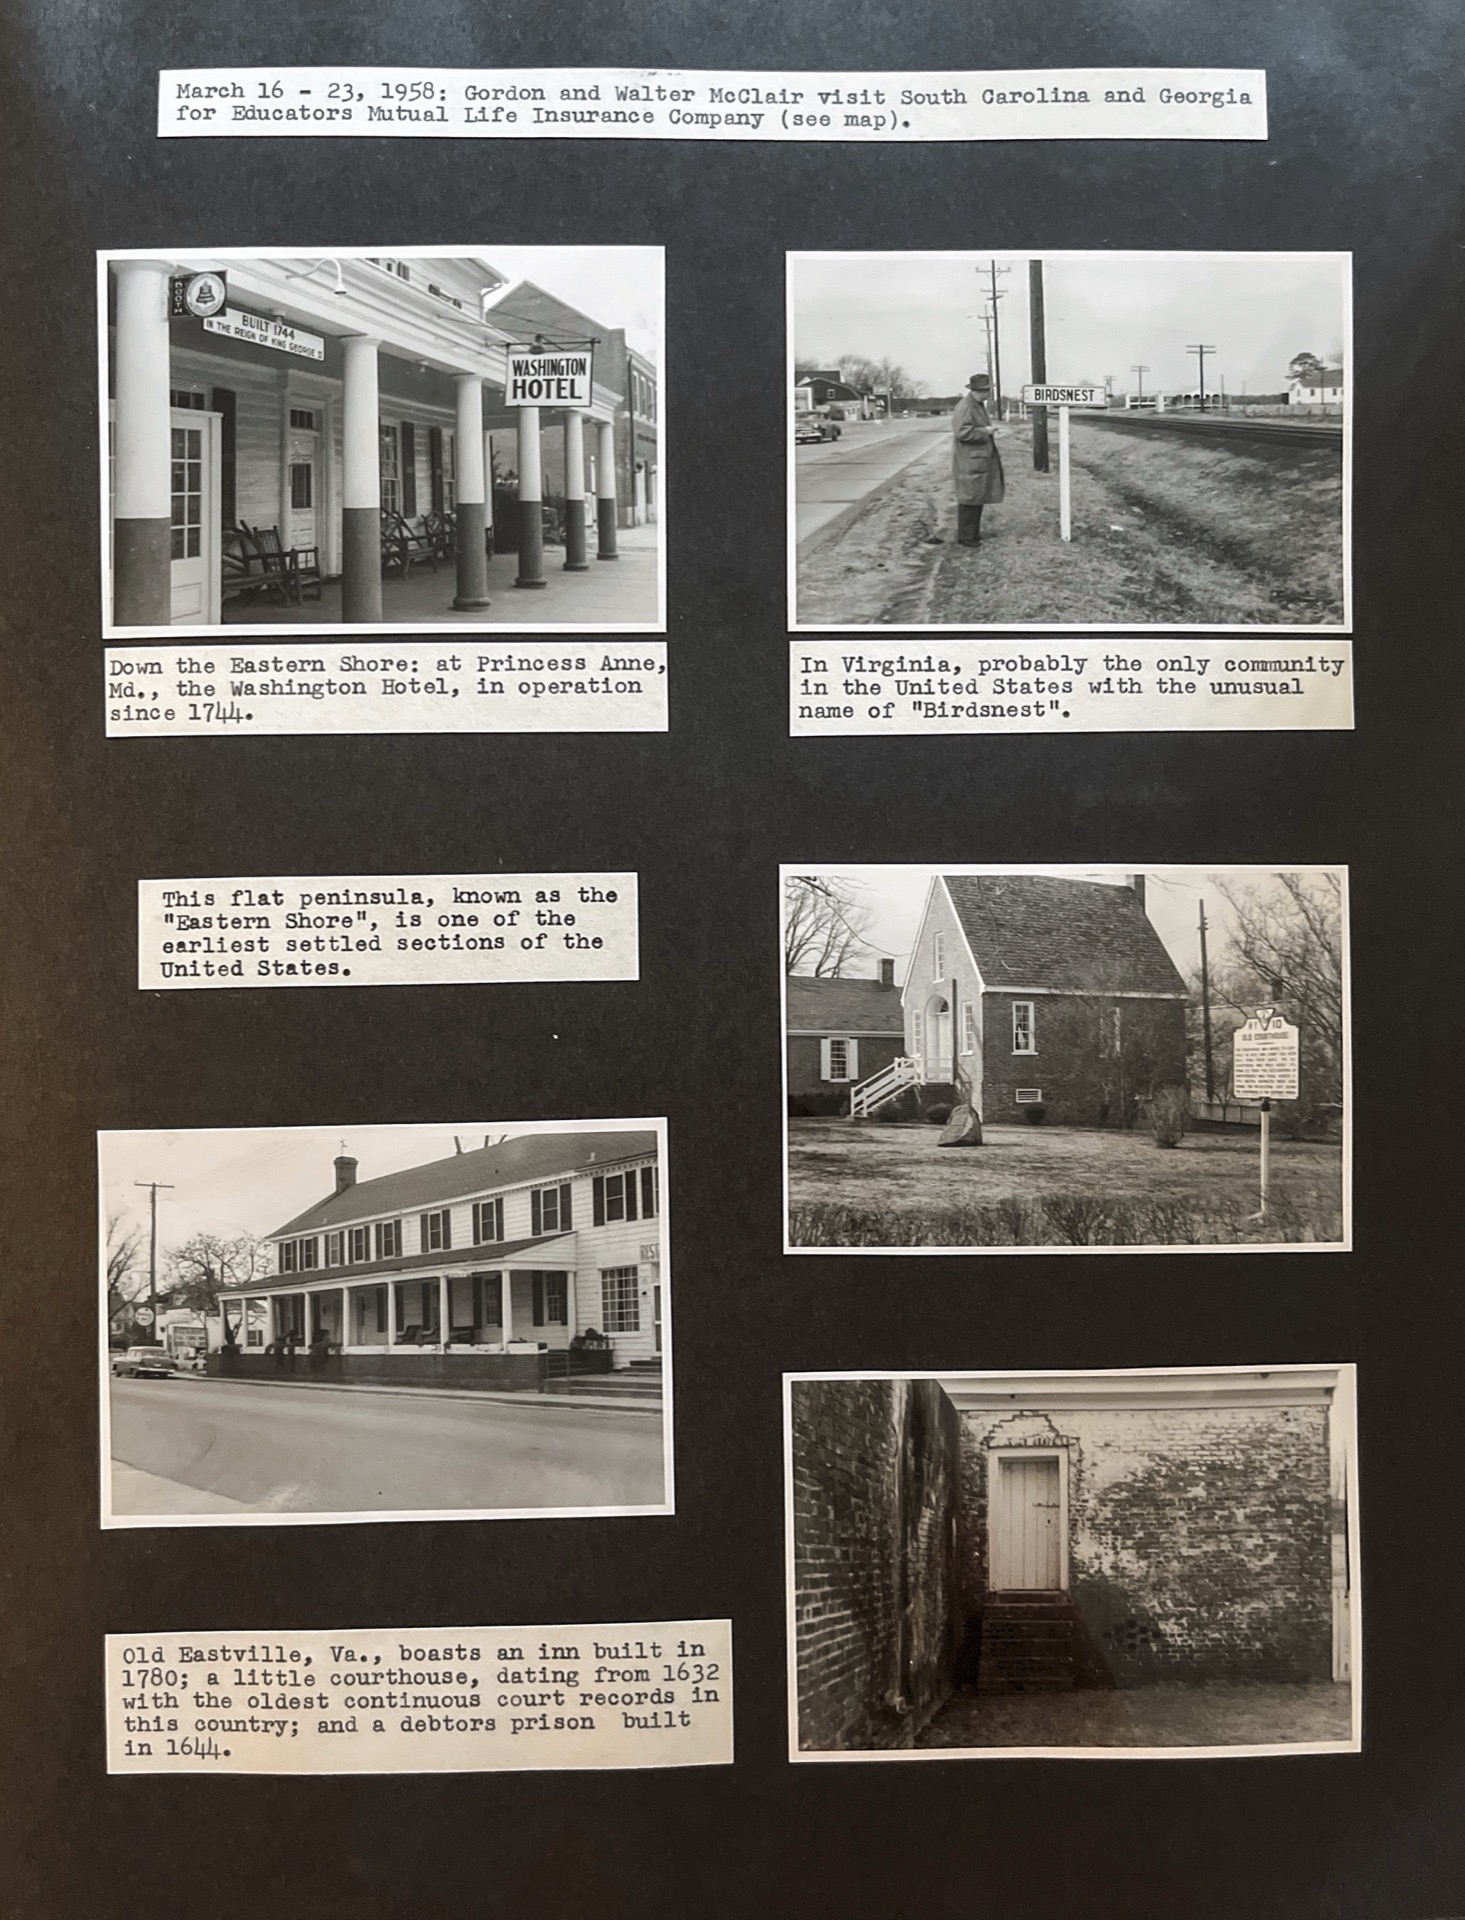 March 16 - 23, 1958: Gordon and Walter McClair visit South Carolina and Georgia
for Educators Mutual Life Insurance Company (see map).
BOOTH
BUILT 1744
IN THE REIGN OF KING GEORGE II
WASHINGTON
HOTEL
BIRDSNEST
Down the Eastern Shore: at Princess Anne,
Md., the Washington Hotel, in operation
since 1744.
In Virginia, probably the only community
in the United States with the unusual
name of "Birdsnest".
This flat peninsula, known as the
"Eastern Shore", is one of the
earliest settled sections of the
United States.
WY 10
OLD COURTHOUSE
REST
Old Eastville, Va., boasts an inn built in
1780; a little courthouse, dating from 1632
with the oldest continuous court records in
this country; and a debtors prison built
in 1644.